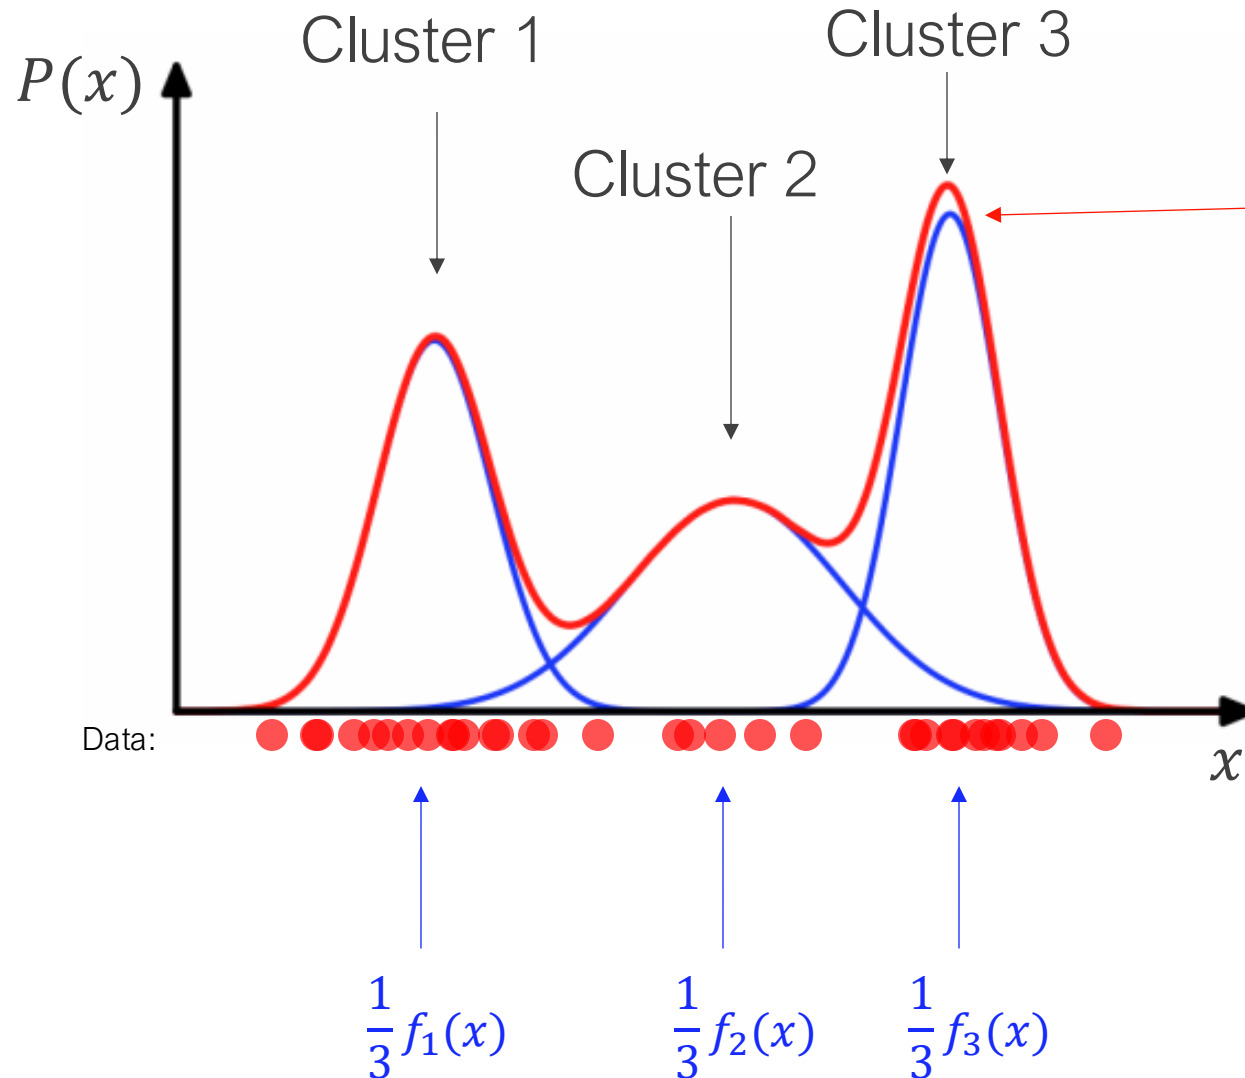 Cluster 1
Cluster 3
P(x)
Cluster 2
Data:
x
1/3 f₁(x)
1/3 f₂(x)
1/3 f₃(x)